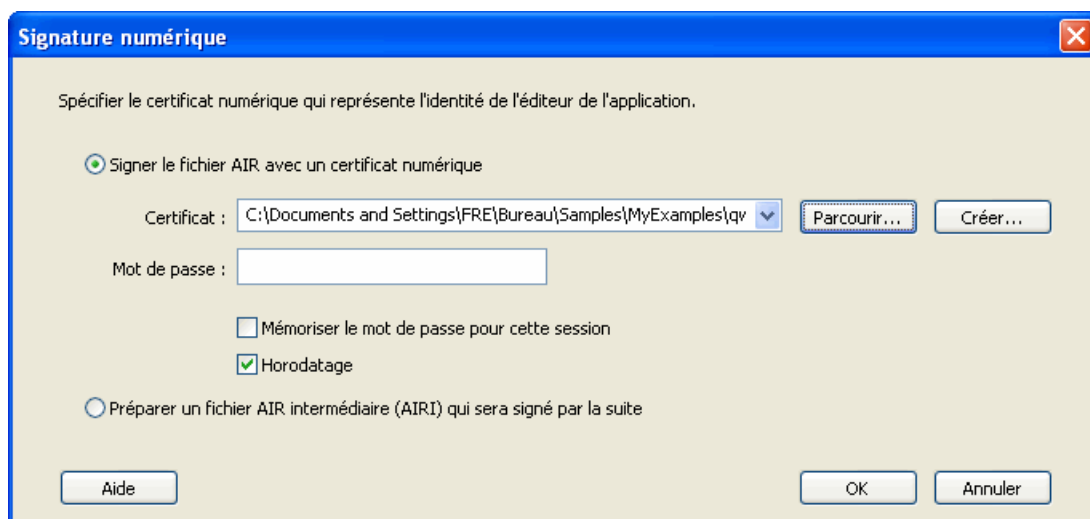 Signature numérique
Spécifier le certificat numérique qui représente l'identité de l'éditeur de l'application.
Signer le fichier AIR avec un certificat numérique
Certificat : C:\Documents and Settings\FRE\Bureau\Samples\MyExamples\qv Parcourir... Créer...
Mot de passe :
Mémoriser le mot de passe pour cette session
Horodatage
Préparer un fichier AIR intermédiaire (AIRI) qui sera signé par la suite
Aide OK Annuler